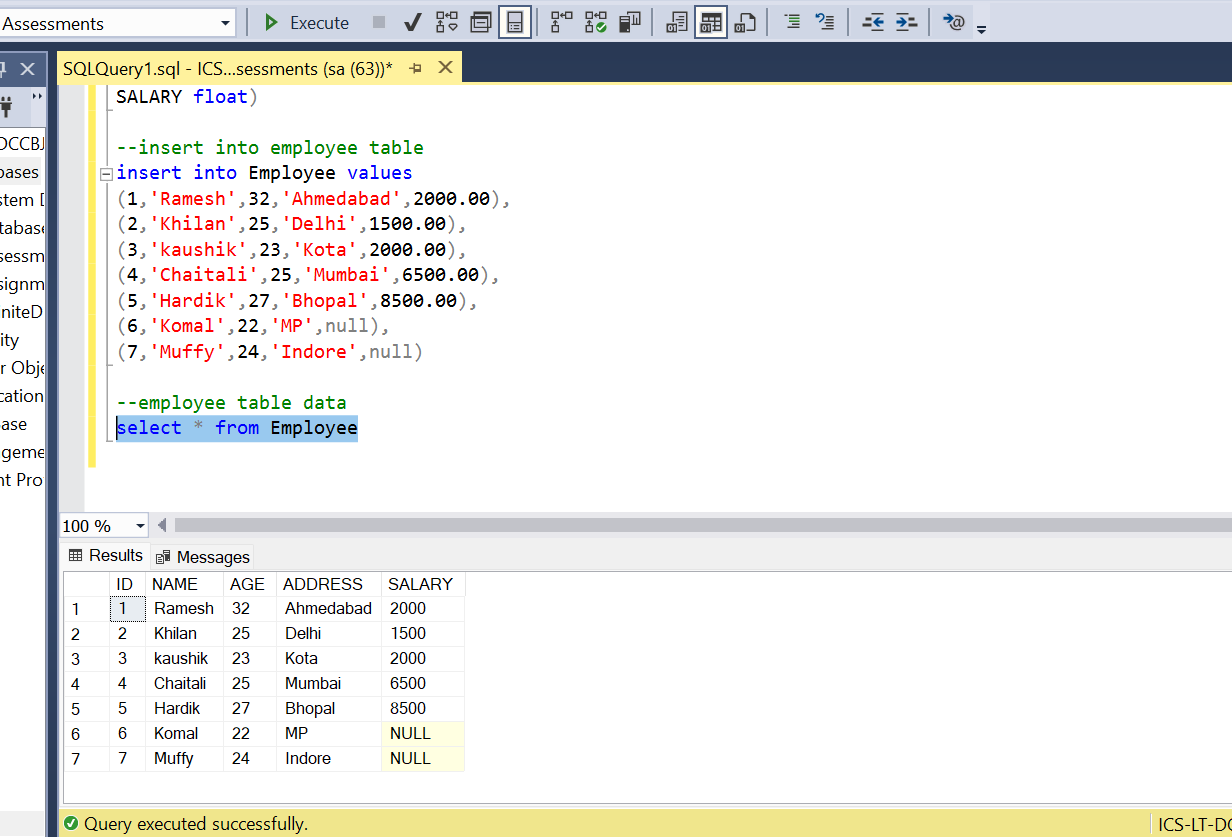 Assessments
Execute
SQLQuery1.sql - ICS...sessments (sa (63))*
SALARY float)
--insert into employee table
insert into Employee values
(1,'Ramesh',32,'Ahmedabad',2000.00),
(2,'Khilan',25,'Delhi',1500.00),
(3,'kaushik',23,'Kota',2000.00),
(4,'Chaitali',25,'Mumbai',6500.00),
(5,'Hardik',27,'Bhopal',8500.00),
(6,'Komal',22,'MP',null),
(7,'Muffy',24,'Indore',null)
--employee table data
select * from Employee
OCCBJ
bases
stem D
tabase
sessm
signm
niteD
ity
r Obje
cation
ase
geme
nt Pro
100 %
Results Messages
ID NAME AGE ADDRESS SALARY
1 1 Ramesh 32 Ahmedabad 2000
2 2 Khilan 25 Delhi 1500
3 3 kaushik 23 Kota 2000
4 4 Chaitali 25 Mumbai 6500
5 5 Hardik 27 Bhopal 8500
6 6 Komal 22 MP NULL
7 7 Muffy 24 Indore NULL
Query executed successfully.
ICS-LT-D